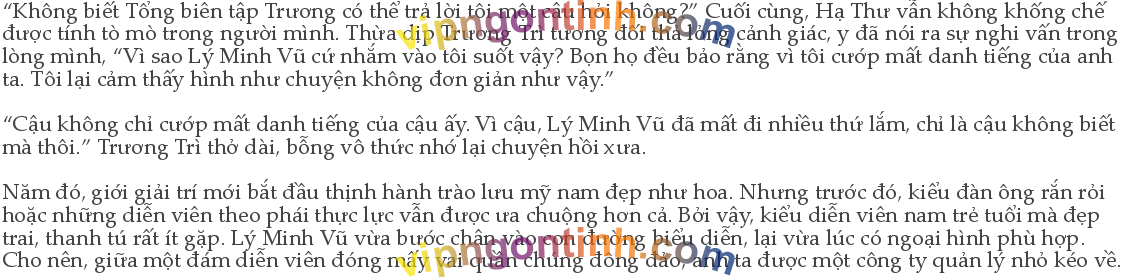 “Không biết Tổng biên tập Trương có thể trả lời tôi một câu hỏi không?” Cuối cùng, Hạ Thư vẫn không khống chế
được tính tò mò trong người mình. Thừa dịp Trương Trì tương đối thả lỏng cảnh giác, y đã nói ra sự nghi vấn trong
lòng mình, “Vì sao Lý Minh Vũ cứ nhắm vào tôi suốt vậy? Bọn họ đều bảo rằng vì tôi cướp mất danh tiếng của anh
ta. Tôi lại cảm thấy hình như chuyện không đơn giản như vậy.”
“Cậu không chỉ cướp mất danh tiếng của cậu ấy. Vì cậu, Lý Minh Vũ đã mất đi nhiều thứ lắm, chỉ là cậu không biết
mà thôi.” Trương Trì thở dài, bỗng vô thức nhớ lại chuyện hồi xưa.
Năm đó, giới giải trí mới bắt đầu thịnh hành trào lưu mỹ nam đẹp như hoa. Nhưng trước đó, kiểu đàn ông rắn rỏi
hoặc những diễn viên theo phái thực lực vẫn được ưa chuộng hơn cả. Bởi vậy, kiểu diễn viên nam trẻ tuổi mà đẹp
trai, thanh tú rất ít gặp. Lý Minh Vũ vừa bước chân vào con đường biểu diễn, lại vừa lúc có ngoại hình phù hợp.
Cho nên, giữa một đám diễn viên đóng mấy vai quần chúng đông đảo, anh ta được một công ty quản lý nhỏ kéo về.
vipngontinh.com
vipngontinh.com